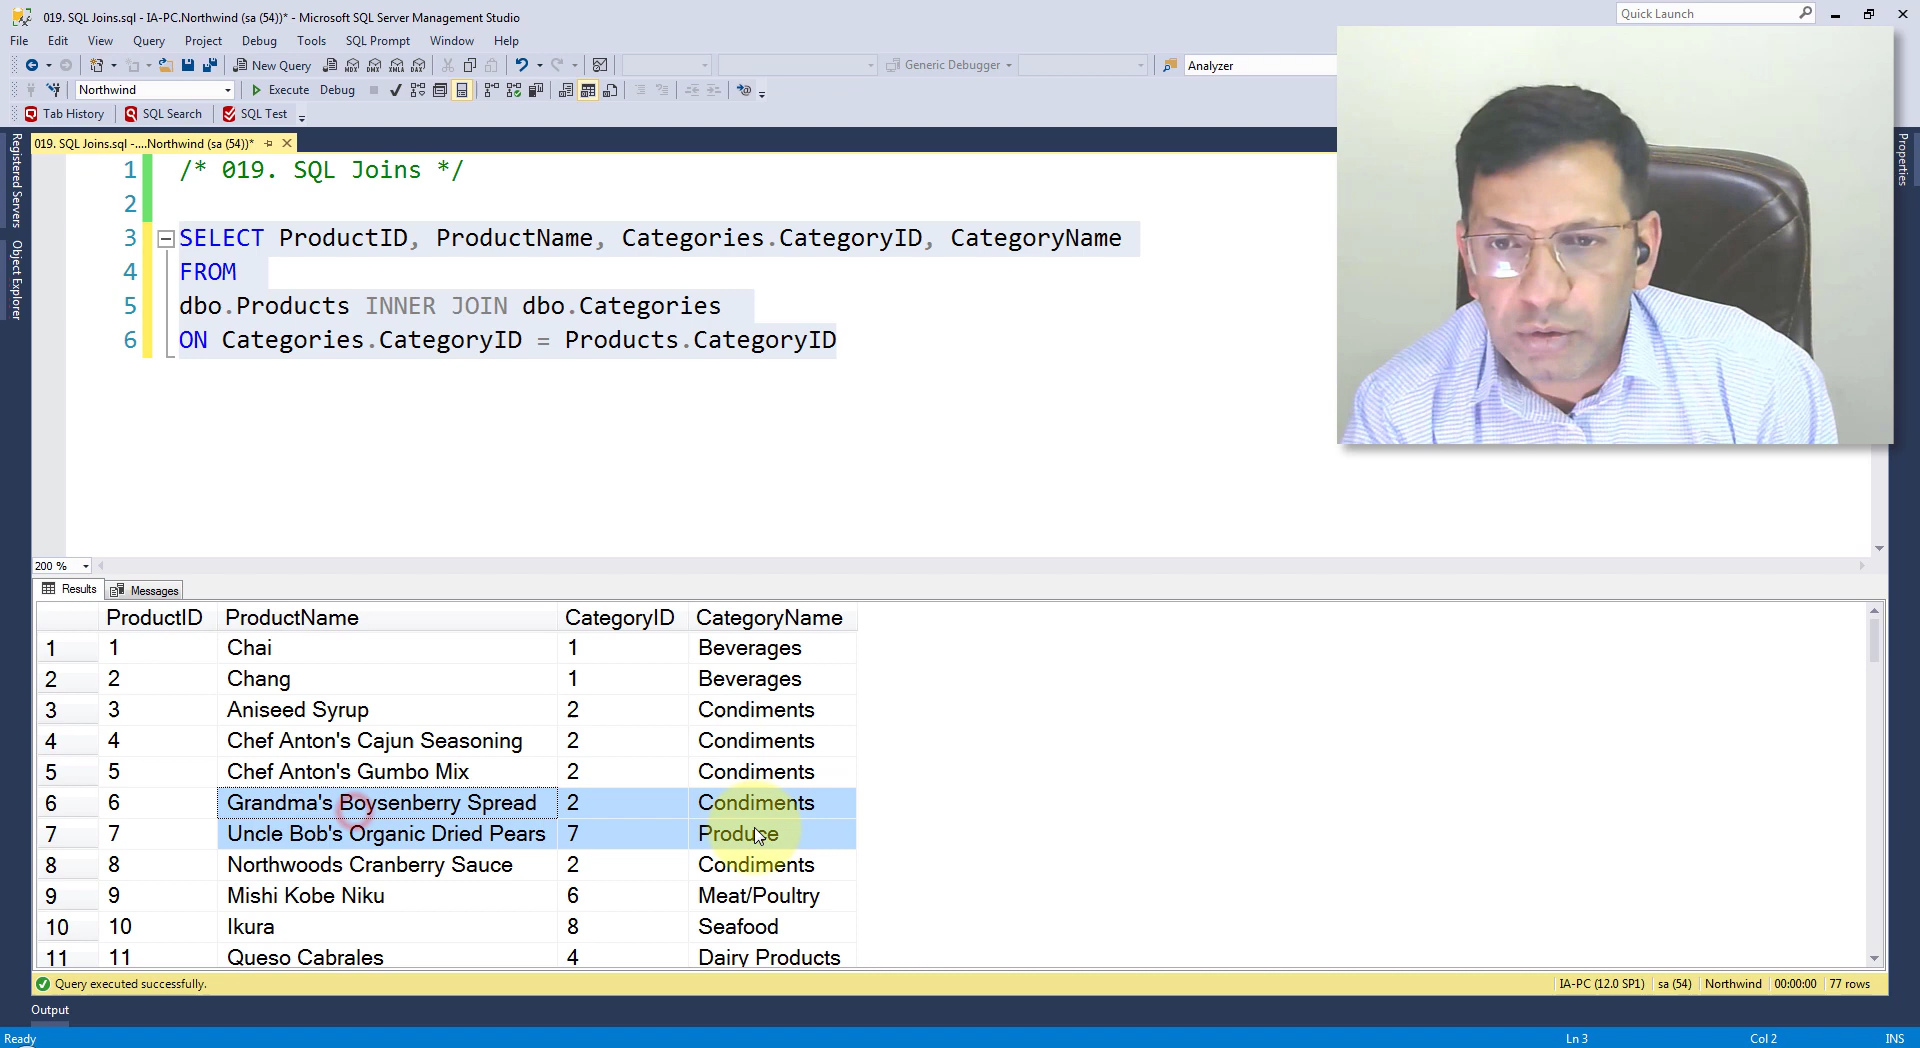 019. SQL Joins.sql - IA-PC.Northwind (sa (54))* - Microsoft SQL Server Management Studio
Quick Launch
File Edit View Query Project Debug Tools SQL Prompt Window Help
New Query MDX DMX XMLA DAX Generic Debugger Analyzer
Northwind Execute Debug
Tab History SQL Search SQL Test
019. SQL Joins.sql -....Northwind (sa (54))*
Registered Servers
Object Explorer
Properties
1 /* 019. SQL Joins */
2
3 SELECT ProductID, ProductName, Categories.CategoryID, CategoryName
4 FROM
5 dbo.Products INNER JOIN dbo.Categories
6 ON Categories.CategoryID = Products.CategoryID
200 %
Results Messages
ProductID ProductName CategoryID CategoryName
1 1 Chai 1 Beverages
2 2 Chang 1 Beverages
3 3 Aniseed Syrup 2 Condiments
4 4 Chef Anton's Cajun Seasoning 2 Condiments
5 5 Chef Anton's Gumbo Mix 2 Condiments
6 6 Grandma's Boysenberry Spread 2 Condiments
7 7 Uncle Bob's Organic Dried Pears 7 Produce
8 8 Northwoods Cranberry Sauce 2 Condiments
9 9 Mishi Kobe Niku 6 Meat/Poultry
10 10 Ikura 8 Seafood
11 11 Queso Cabrales 4 Dairy Products
Query executed successfully. IA-PC (12.0 SP1) sa (54) Northwind 00:00:00 77 rows
Output
Ready Ln 3 Col 2 INS